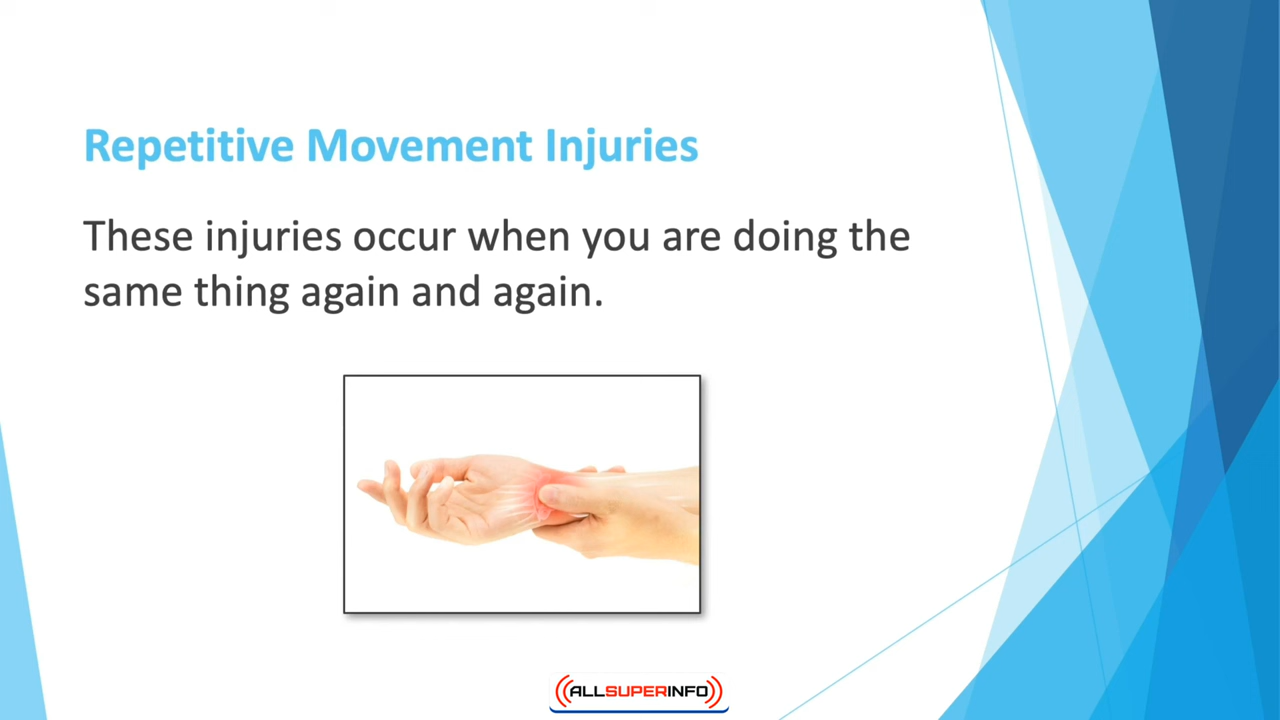 Repetitive Movement Injuries
These injuries occur when you are doing the
same thing again and again.
ALLSUPERINFO